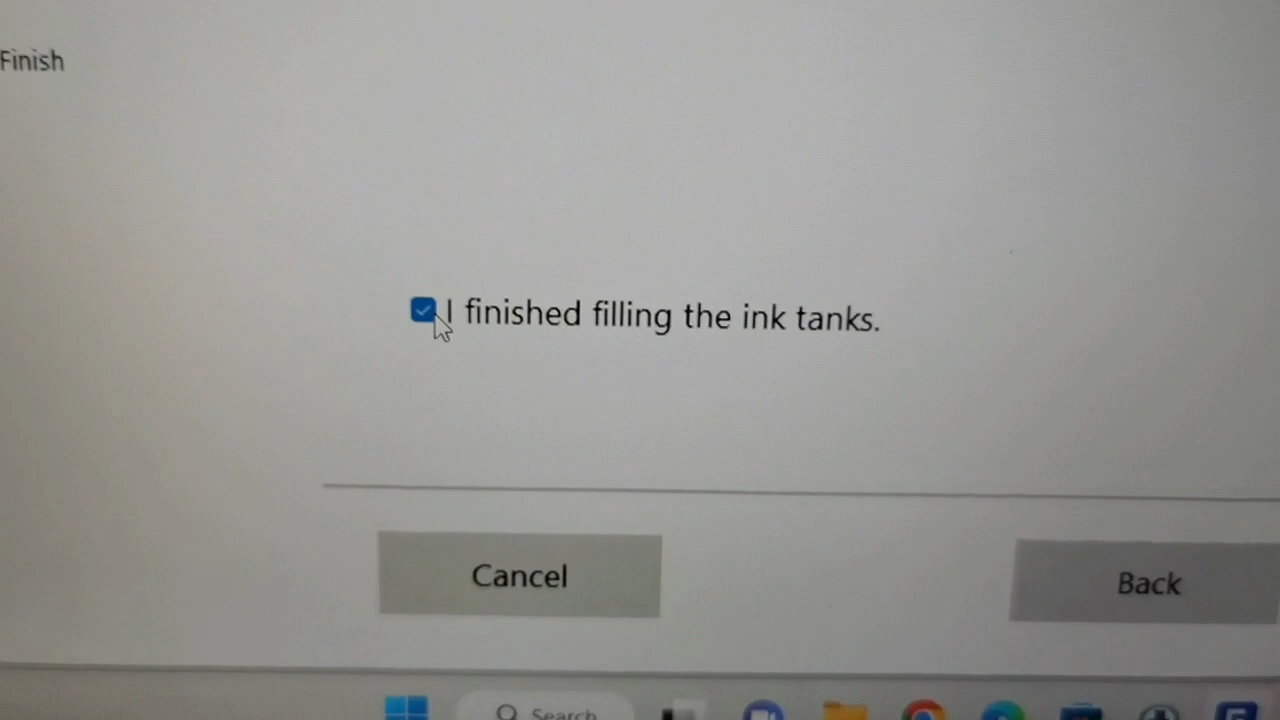 Finish
I finished filling the ink tanks.
Cancel
Back
Search